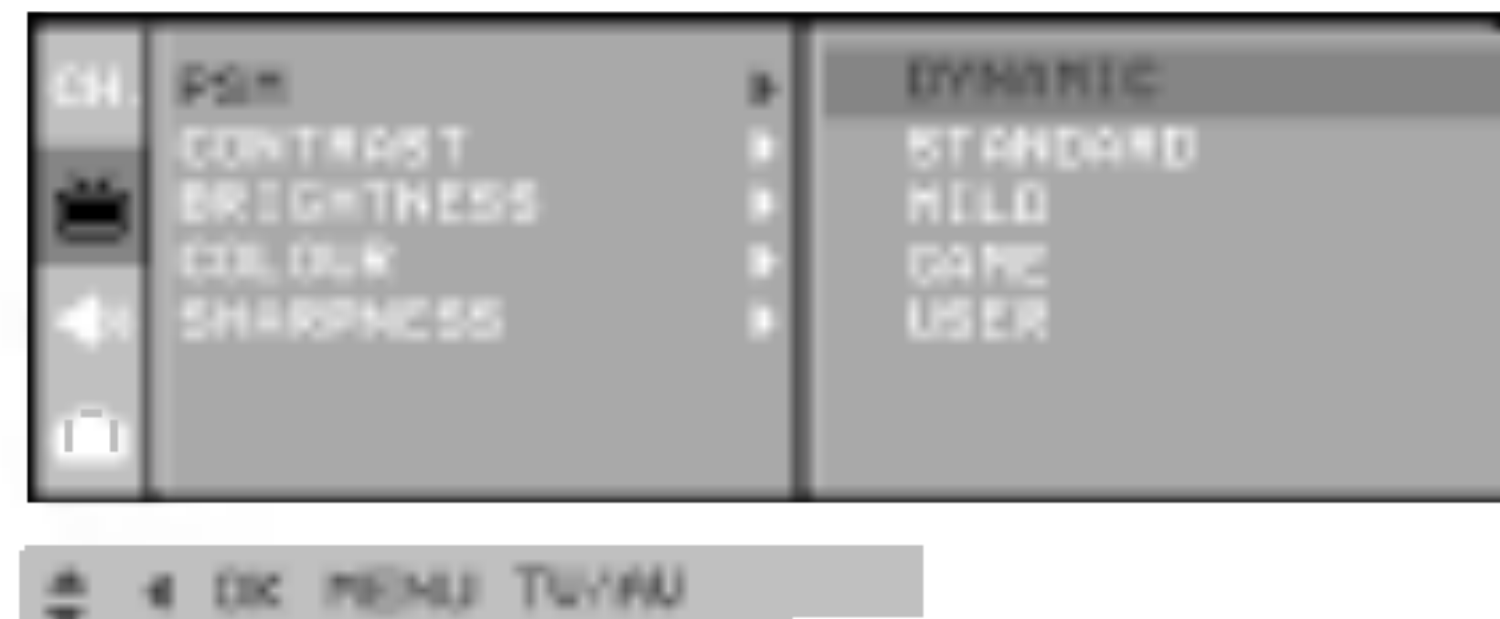 CH.
PSM
CONTRAST
BRIGHTNESS
COLOUR
SHARPNESS
DYNAMIC
STANDARD
MILD
GAME
USER
OK MENU TV/AV